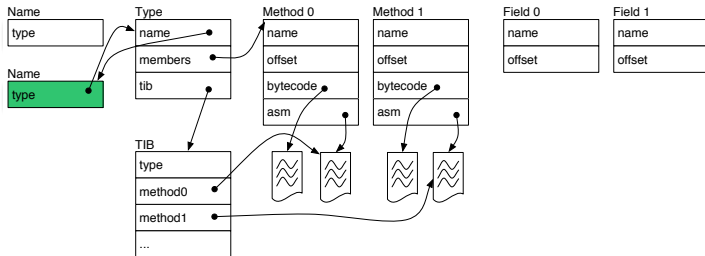 Name
type
Name
type
Type
name
members
tib
TIB
type
method0
method1
...
Method 0
name
offset
bytecode
asm
Method 1
name
offset
bytecode
asm
Field 0
name
offset
Field 1
name
offset